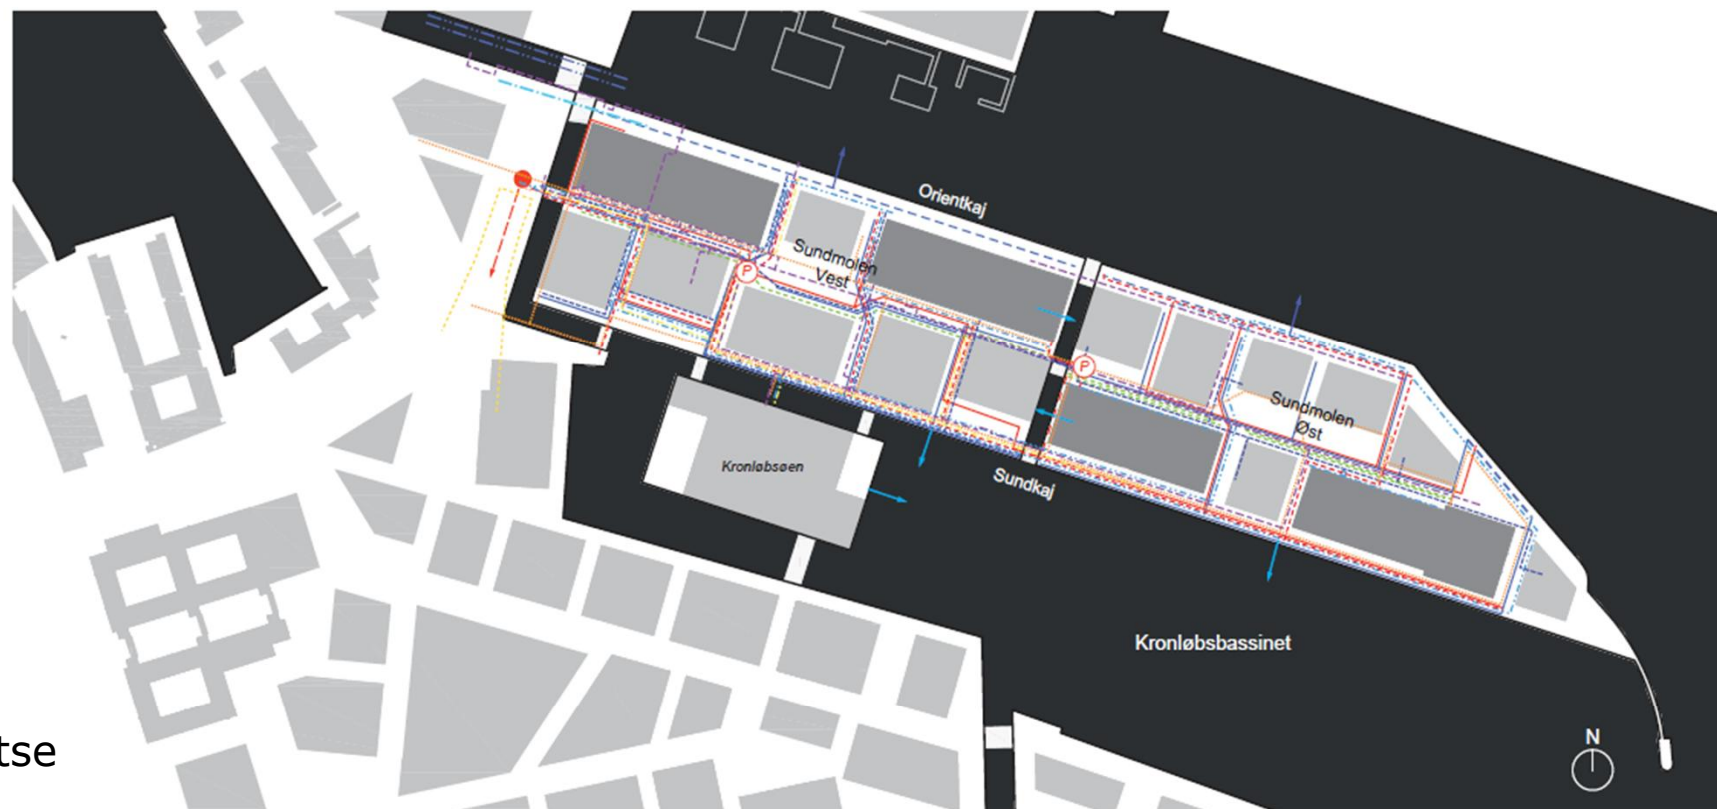 Orientkaj
Sundmolen
Vest
P
P
Sundmolen
Øst
Kronløbsøen
Sundkaj
Kronløbsbassinet
tse
N